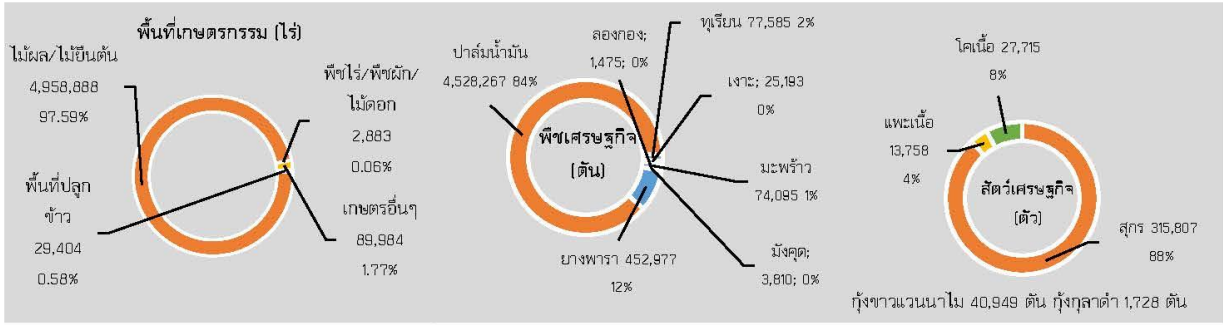 พื้นที่เกษตรกรรม (ไร่)
ไม้ผล/ไม้ยืนต้น
4,958,888
97.59%
พืชไร่/พืชผัก/
ไม้ดอก
2,883
0.06%
พื้นที่ปลูก
ข้าว
29,404
0.58%
เกษตรอื่นๆ
89,984
1.77%
ปาล์มน้ำมัน
4,528,267 84%
ลองกอง;
1,475; 0%
ทุเรียน 77,585 2%
เงาะ; 25,193
0%
พืชเศรษฐกิจ
(ตัน)
มะพร้าว
74,095 1%
ยางพารา 452,977
12%
มังคุด;
3,810; 0%
โคเนื้อ 27,715
8%
แพะเนื้อ
13,758
4%
สัตว์เศรษฐกิจ
(ตัว)
สุกร 315,807
88%
กุ้งขาวแวนนาไม 40,949 ตัน กุ้งกุลาดำ 1,728 ตัน